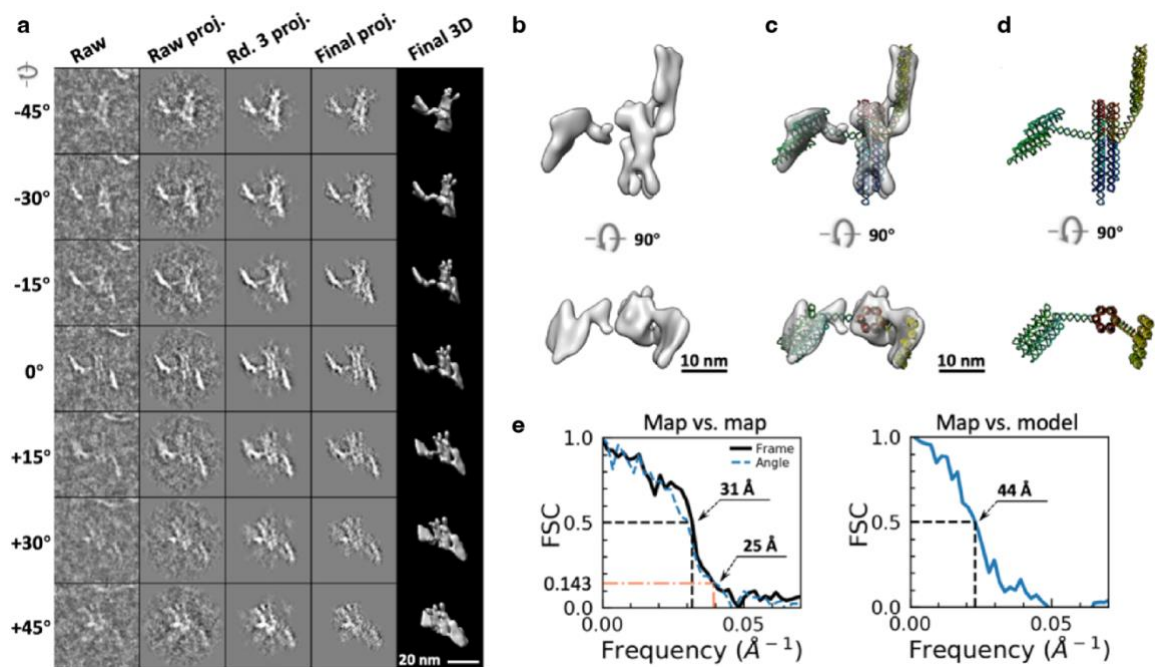 a
Raw
Raw proj.
Rd. 3 proj.
Final proj.
Final 3D
-45°
-30°
-15°
0°
+15°
+30°
+45°
20 nm
b
c
d
90°
90°
90°
10 nm
10 nm
e
Map vs. map
Frame
Angle
31 Å
25 Å
FSC
1.0
0.5
0.143
0.0
0.00
0.05
Frequency (Å⁻¹)
Map vs. model
44 Å
FSC
1.0
0.5
0.0
0.00
0.05
Frequency (Å⁻¹)